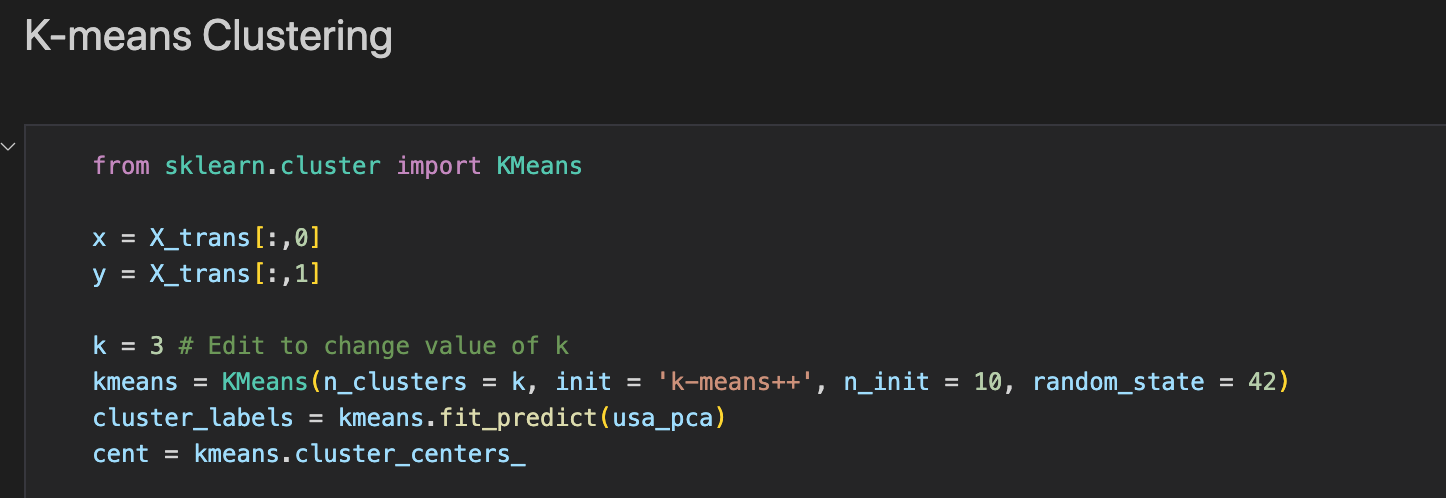 K-means Clustering
from sklearn.cluster import KMeans
x = X_trans[:,0]
y = X_trans[:,1]
k = 3 # Edit to change value of k
kmeans = KMeans(n_clusters = k, init = 'k-means++', n_init = 10, random_state = 42)
cluster_labels = kmeans.fit_predict(usa_pca)
cent = kmeans.cluster_centers_